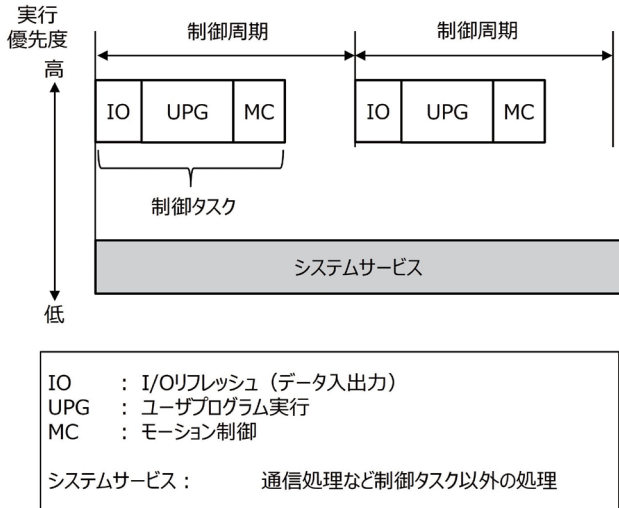 実行
優先度
高
制御周期
制御周期
IO
UPG
MC
IO
UPG
MC
制御タスク
システムサービス
低
IO : I/Oリフレッシュ（データ入出力）
UPG : ユーザプログラム実行
MC : モーション制御
システムサービス： 通信処理など制御タスク以外の処理